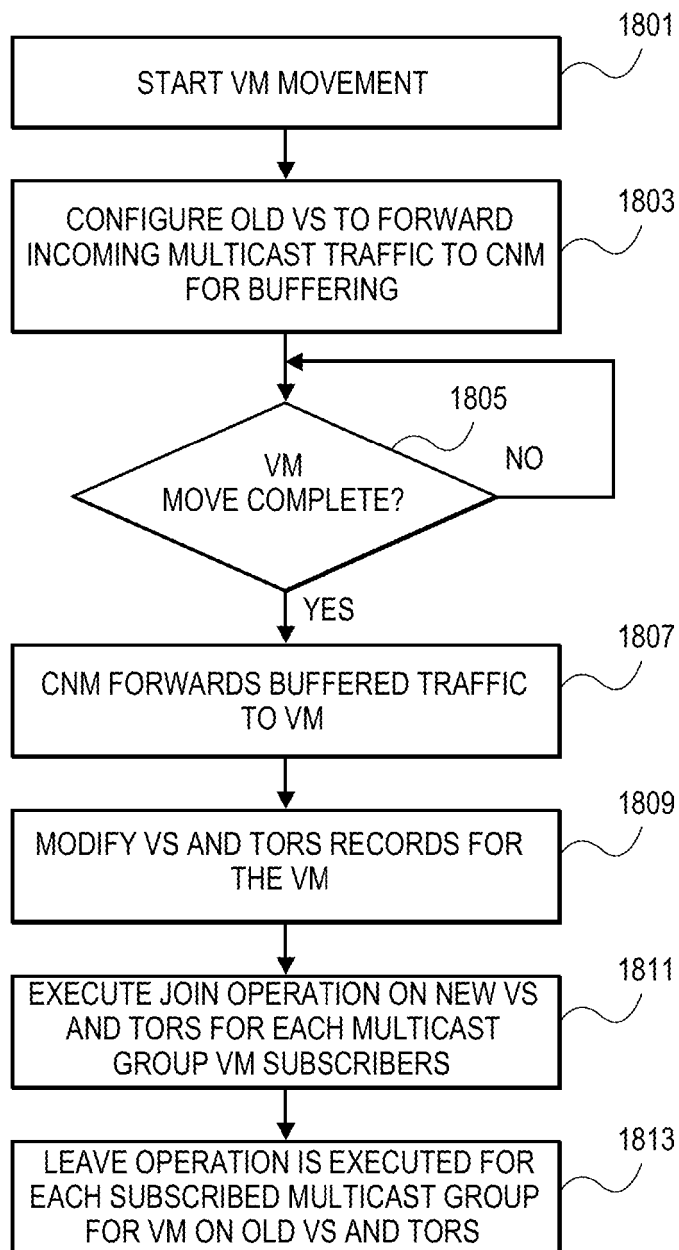 1801
START VM MOVEMENT
1803
CONFIGURE OLD VS TO FORWARD
INCOMING MULTICAST TRAFFIC TO CNM
FOR BUFFERING
1805
VM
MOVE COMPLETE?
NO
YES
1807
CNM FORWARDS BUFFERED TRAFFIC
TO VM
1809
MODIFY VS AND TORS RECORDS FOR
THE VM
1811
EXECUTE JOIN OPERATION ON NEW VS
AND TORS FOR EACH MULTICAST
GROUP VM SUBSCRIBERS
1813
LEAVE OPERATION IS EXECUTED FOR
EACH SUBSCRIBED MULTICAST GROUP
FOR VM ON OLD VS AND TORS